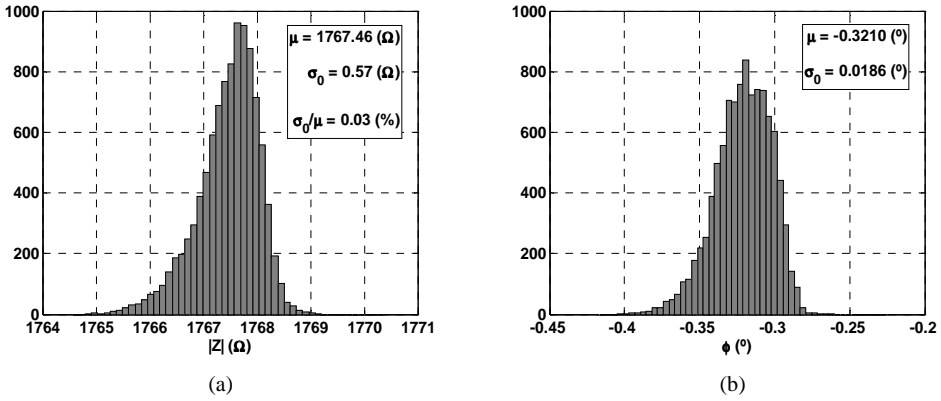 1000
800
600
400
200
0
μ = 1767.46 (Ω)
σ0 = 0.57 (Ω)
σ0/μ = 0.03 (%)
1764 1765 1766 1767 1768 1769 1770 1771
|Z| (Ω)
(a)
1000
800
600
400
200
0
μ = -0.3210 (º)
σ0 = 0.0186 (º)
-0.45 -0.4 -0.35 -0.3 -0.25 -0.2
ϕ (º)
(b)